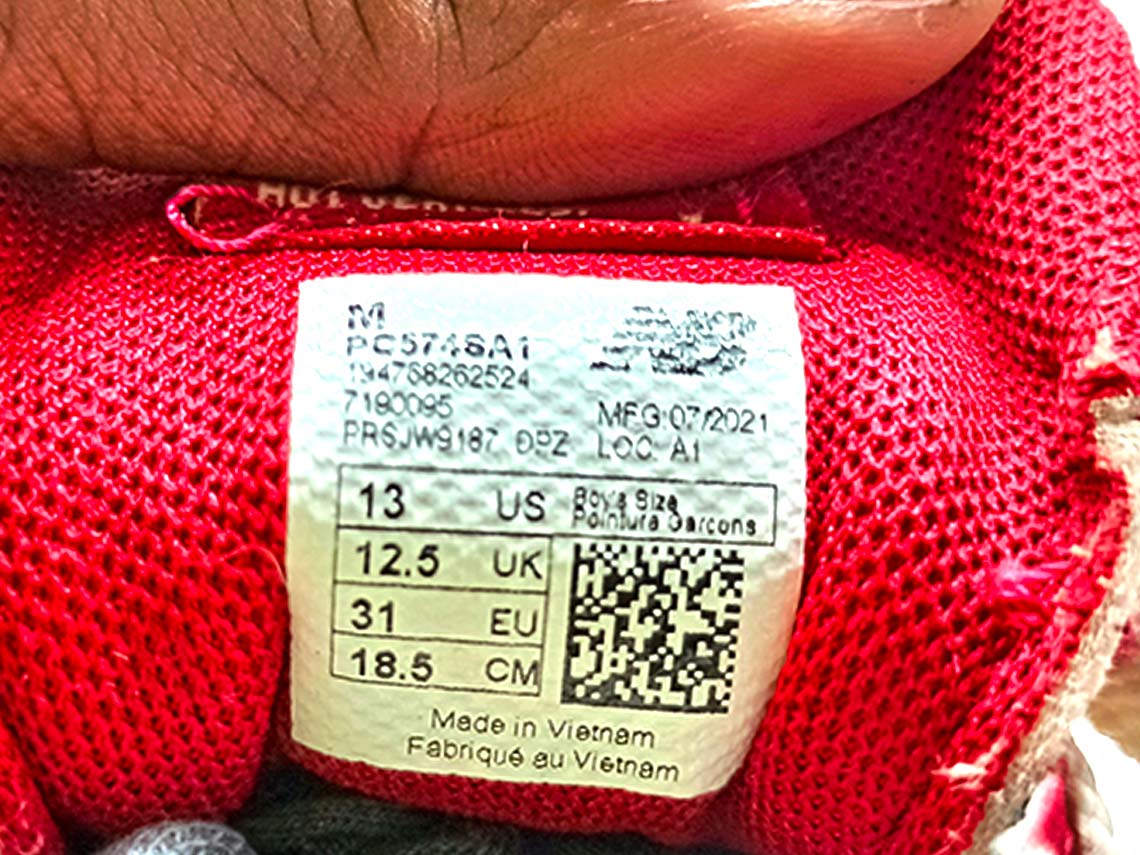 M
PC574SA1
194768262524
7190095 MFG:07/2021
PRSJW9187 DPZ LOC: A1
13 US Boy's Size
Pointure Garcons
12.5 UK
31 EU
18.5 CM
Made in Vietnam
Fabriqué au Vietnam